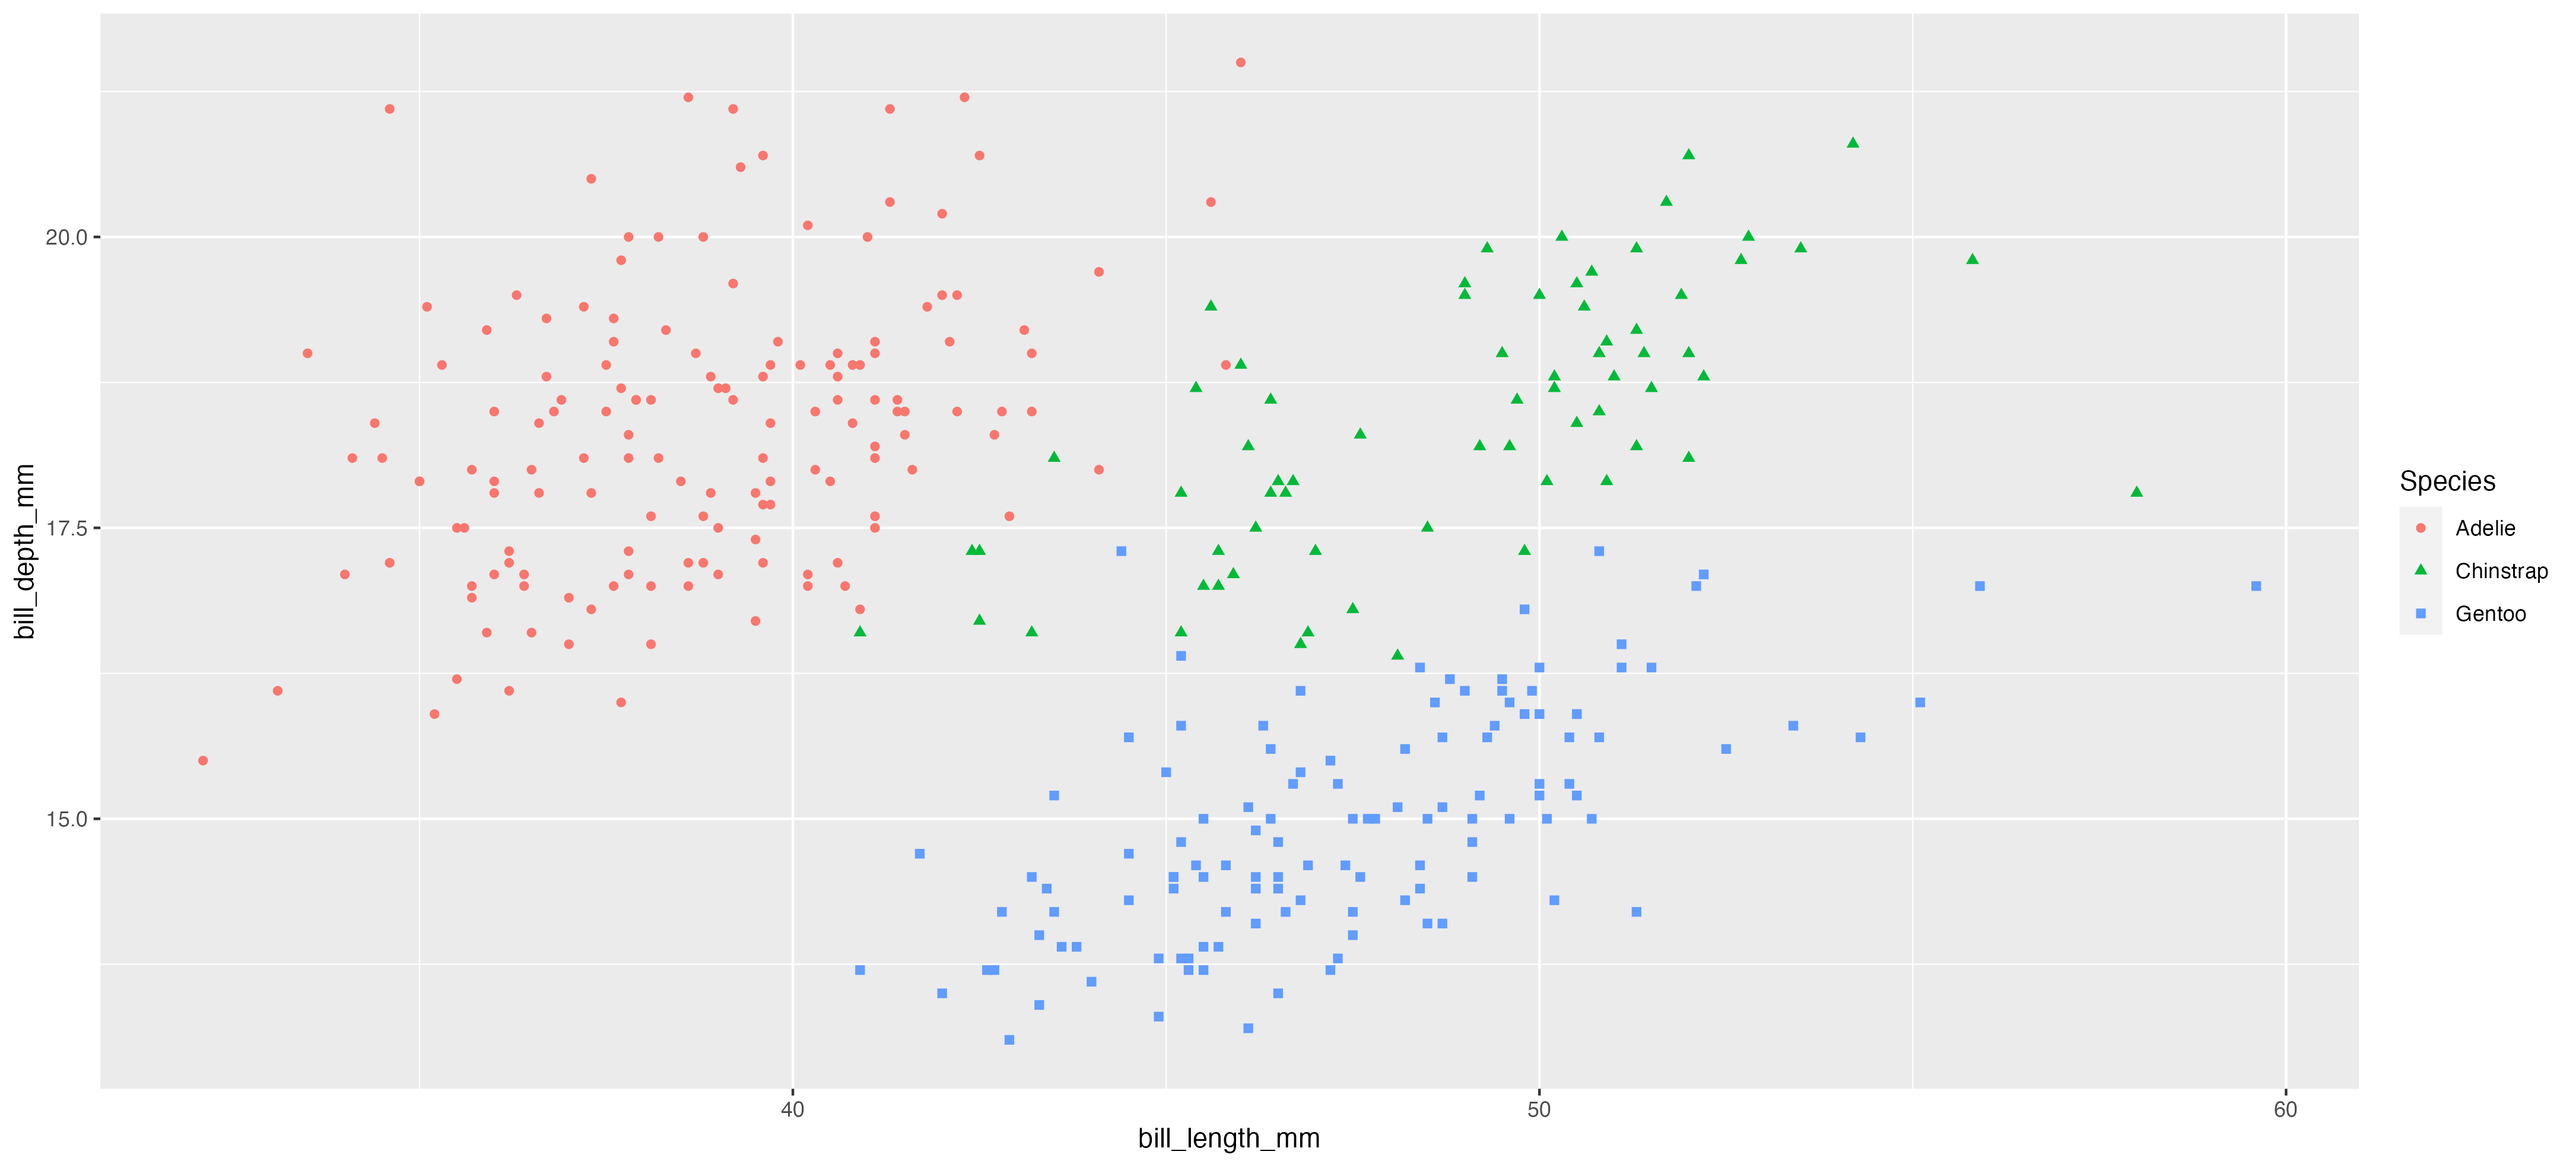 20.0
17.5
15.0
bill_depth_mm
40
50
60
bill_length_mm
Species
Adelie
Chinstrap
Gentoo